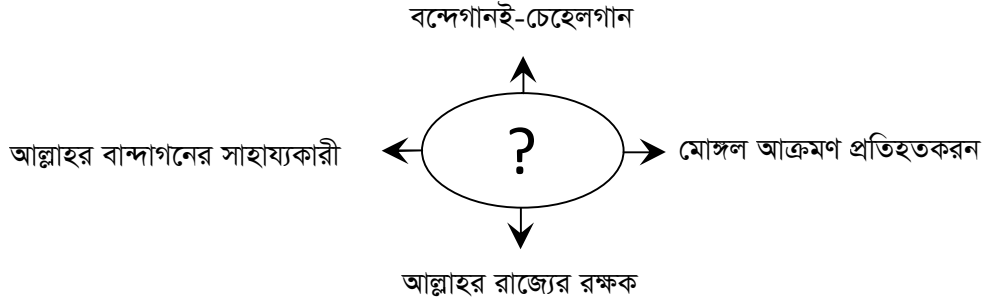 বন্দেগানই-চেহেলগান
আল্লাহর বান্দাগনের সাহায্যকারী
?
মোঙ্গল আক্রমণ প্রতিহতকরন
আল্লাহর রাজ্যের রক্ষক